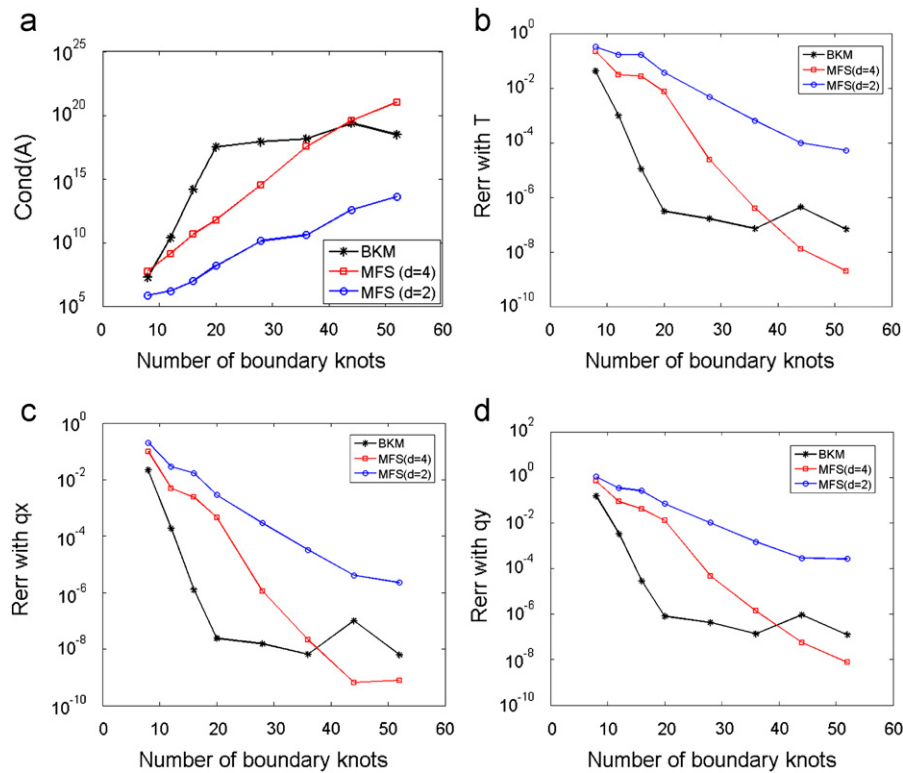 a
10^25
10^20
10^15
10^10
10^5
Cond(A)
BKM
MFS (d=4)
MFS (d=2)
0 10 20 30 40 50 60
Number of boundary knots
b
10^0
10^-2
10^-4
10^-6
10^-8
10^-10
Rerr with T
BKM
MFS(d=4)
MFS(d=2)
0 10 20 30 40 50 60
Number of boundary knots
c
10^0
10^-2
10^-4
10^-6
10^-8
10^-10
Rerr with qx
BKM
MFS(d=4)
MFS(d=2)
0 10 20 30 40 50 60
Number of boundary knots
d
10^2
10^0
10^-2
10^-4
10^-6
10^-8
10^-10
Rerr with qy
BKM
MFS(d=4)
MFS(d=2)
0 10 20 30 40 50 60
Number of boundary knots